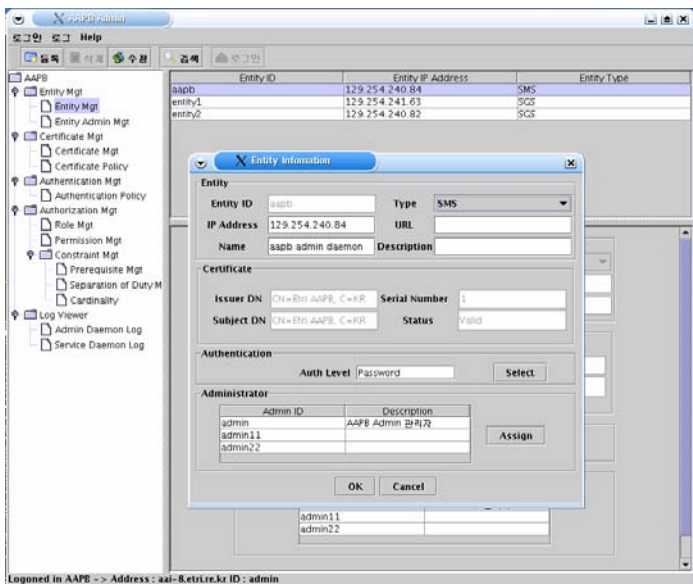 AAPB Admin
로그인 로그 Help
등록 삭제 수정 검색 로그인
AAPB
Entity Mgt
Entity Mgt
Entity Admin Mgt
Certificate Mgt
Certificate Mgt
Certificate Policy
Authentication Mgt
Authentication Policy
Authorization Mgt
Role Mgt
Permission Mgt
Constraint Mgt
Prerequisite Mgt
Separation of Duty M
Cardinality
Log Viewer
Admin Daemon Log
Service Daemon Log
Entity ID Entity IP Address Entity Type
aapb 129.254.240.84 SMS
entity1 129.254.241.63 SGS
entity2 129.254.240.82 SGS
Entity Infomation
Entity
Entity ID aapb Type SMS
IP Address 129.254.240.84 URL
Name aapb admin daemon Description
Certificate
Issuer DN CN=Etri AAPB, C=KR Serial Number 1
Subject DN CN=Etri AAPB, C=KR Status Valid
Authentication
Auth Level Password Select
Administrator
Admin ID Description
admin AAPB Admin 관리자
admin11
admin22
Assign
OK Cancel
admin11
admin22
Logoned in AAPB -> Address : aai-8.etri.re.kr ID : admin